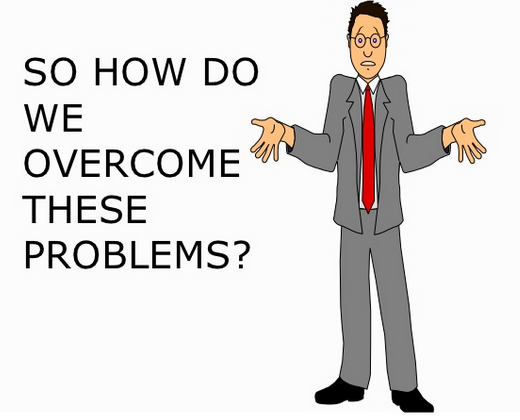 SO HOW DO
WE
OVERCOME
THESE
PROBLEMS?